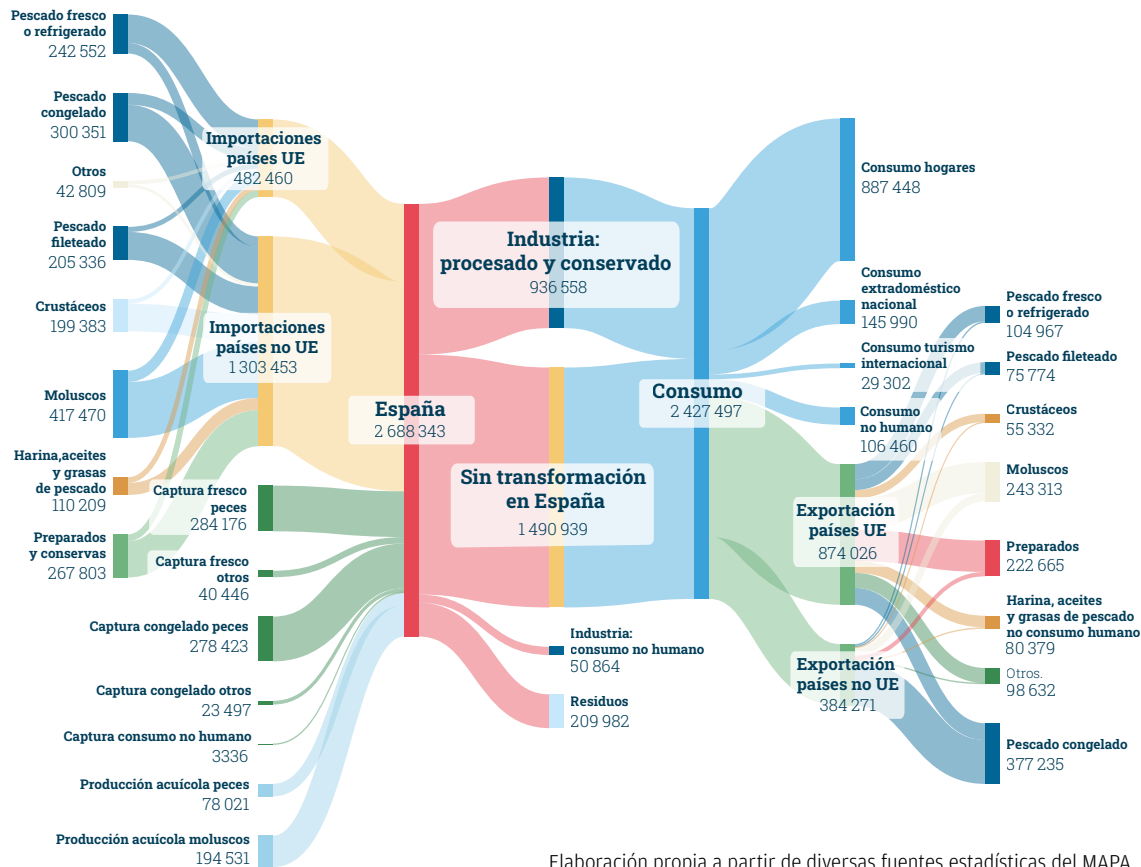 Pescado fresco
o refrigerado
242 552
Pescado
congelado
300 351
Otros
42 809
Pescado
fileteado
205 336
Crustáceos
199 383
Moluscos
417 470
Harina,aceites
y grasas
de pescado
110 209
Preparados
y conservas
267 803
Importaciones
países UE
482 460
Importaciones
países no UE
1 303 453
Captura fresco
peces
284 176
Captura fresco
otros
40 446
Captura congelado peces
278 423
Captura congelado otros
23 497
Captura consumo no humano
3336
Producción acuícola peces
78 021
Producción acuícola moluscos
194 531
España
2 688 343
Industria:
procesado y conservado
936 558
Sin transformación
en España
1 490 939
Industria:
consumo no humano
50 864
Residuos
209 982
Consumo
2 427 497
Consumo hogares
887 448
Consumo
extradoméstico
nacional
145 990
Consumo turismo
internacional
29 302
Consumo
no humano
106 460
Exportación
países UE
874 026
Exportación
países no UE
384 271
Pescado fresco
o refrigerado
104 967
Pescado fileteado
75 774
Crustáceos
55 332
Moluscos
243 313
Preparados
222 665
Harina, aceites
y grasas de pescado
no consumo humano
80 379
Otros.
98 632
Pescado congelado
377 235
Elaboración propia a partir de diversas fuentes estadísticas del MAPA